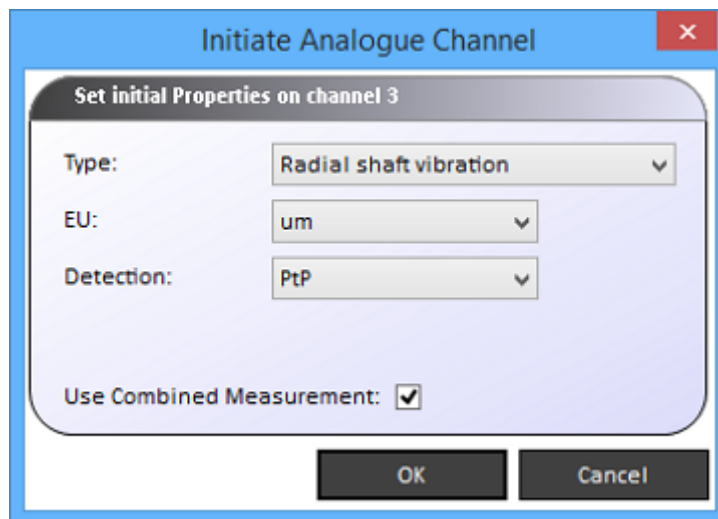 Initiate Analogue Channel
Set initial Properties on channel 3
Type: Radial shaft vibration
EU: um
Detection: PtP
Use Combined Measurement:
OK Cancel